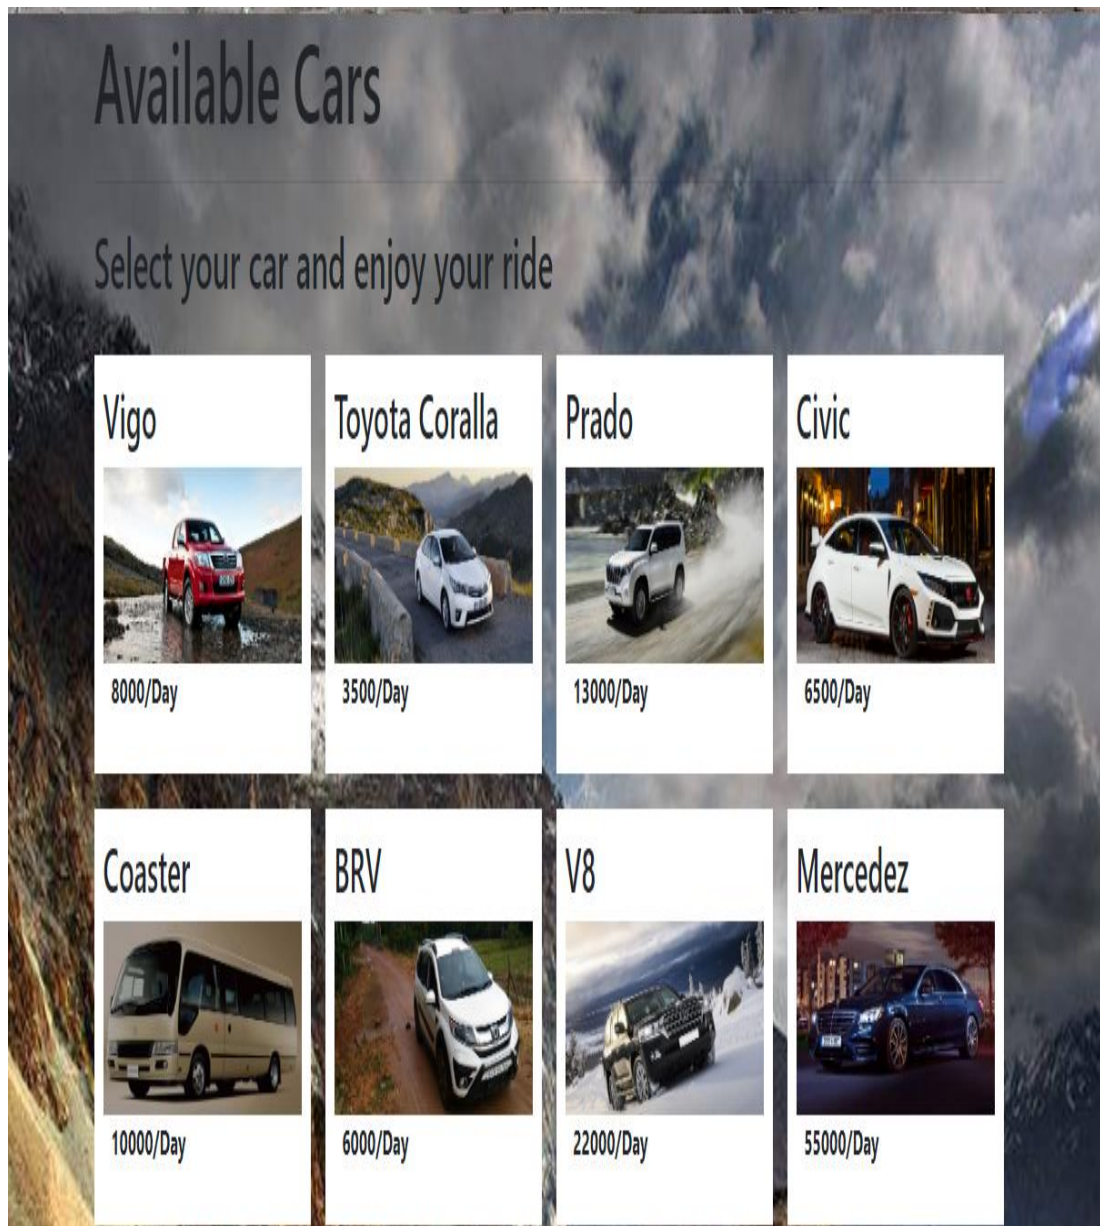 Available Cars
Select your car and enjoy your ride
Vigo
Toyota Coralla
Prado
Civic
8000/Day
3500/Day
13000/Day
6500/Day
Coaster
BRV
V8
Mercedez
10000/Day
6000/Day
22000/Day
55000/Day